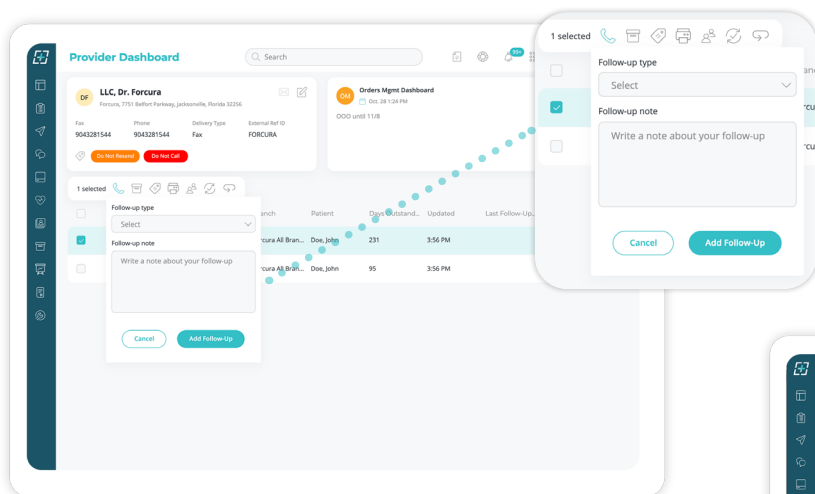 Provider Dashboard
Search
99+
LLC, Dr. Forcura
DF
Forcura, 7751 Belfort Parkway, Jacksonville, Florida 32256
Fax Phone Delivery Type External Ref ID
9043281544 9043281544 Fax FORCURA
Do Not Resend Do Not Call
OM
Orders Mgmt Dashboard
Oct. 28 1:24 PM
OOO until 11/8
1 selected
Follow-up type
Select
Follow-up note
Write a note about your follow-up
Cancel Add Follow-Up
anch Patient Days Outstand... Updated Last Follow-Up..
rcura All Bran... Doe, John 231 3:56 PM
rcura All Bran... Doe, John 95 3:56 PM
1 selected
Follow-up type
Select
Follow-up note
Write a note about your follow-up
Cancel Add Follow-Up
anc
rcu
rcu